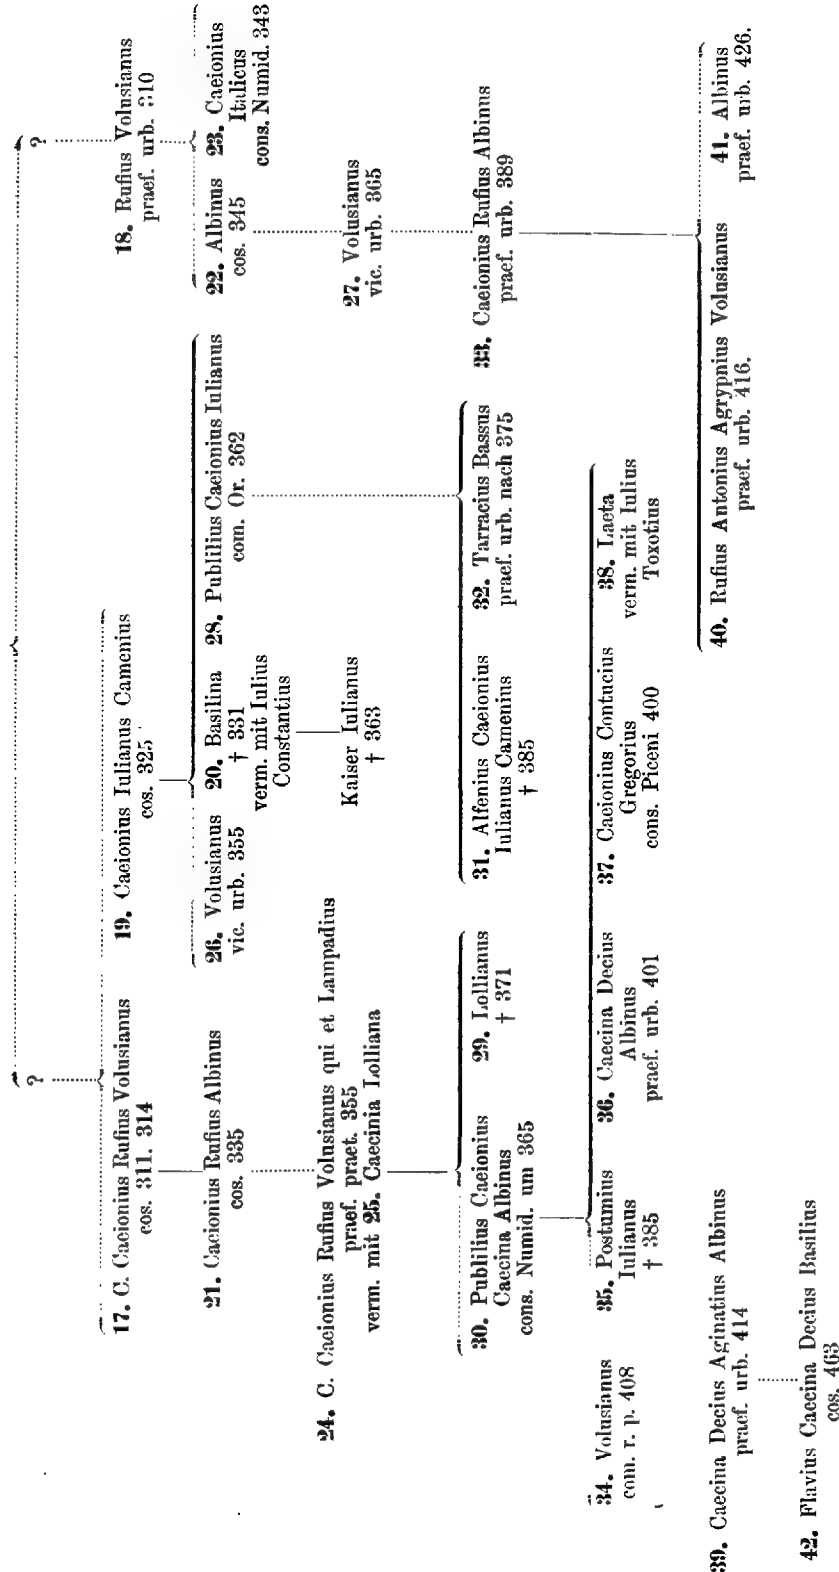 ?
?
17. C. Caeionius Rufius Volusianus
cos. 311. 314
19. Caeionius Iulianus Camenius
cos. 325
18. Rufius Volusianus
praef. urb. 310
21. Caeionius Rufius Albinus
cos. 335
26. Volusianus
vic. urb. 355
20. Basilina
† 331
verm. mit Iulius
Constantius
28. Publilius Caeionius Iulianus
com. Or. 362
22. Albinus
cos. 345
23. Caeionius
Italicus
cons. Numid. 343
24. C. Caeionius Rufius Volusianus qui et Lampadius
praef. praet. 355
verm. mit 25. Caecinia Lolliana
Kaiser Iulianus
† 363
27. Volusianus
vic. urb. 365
30. Publilius Caeionius
Caecina Albinus
cons. Numid. um 365
29. Lollianus
† 371
31. Alfenius Caeionius
Iulianus Camenius
† 385
32. Tarracius Bassus
praef. urb. nach 375
33. Caeionius Rufius Albinus
praef. urb. 389
34. Volusianus
com. r. p. 408
35. Postumius
Iulianus
† 385
36. Caecina Decius
Albinus
praef. urb. 401
37. Caeionius Contucius
Gregorius
cons. Piceni 400
38. Laeta
verm. mit Iulius
Toxotius
39. Caecina Decius Aginatius Albinus
praef. urb. 414
40. Rufius Antonius Agrypnius Volusianus
praef. urb. 416.
41. Albinus
praef. urb. 426.
42. Flavius Caecina Decius Basilius
cos. 463